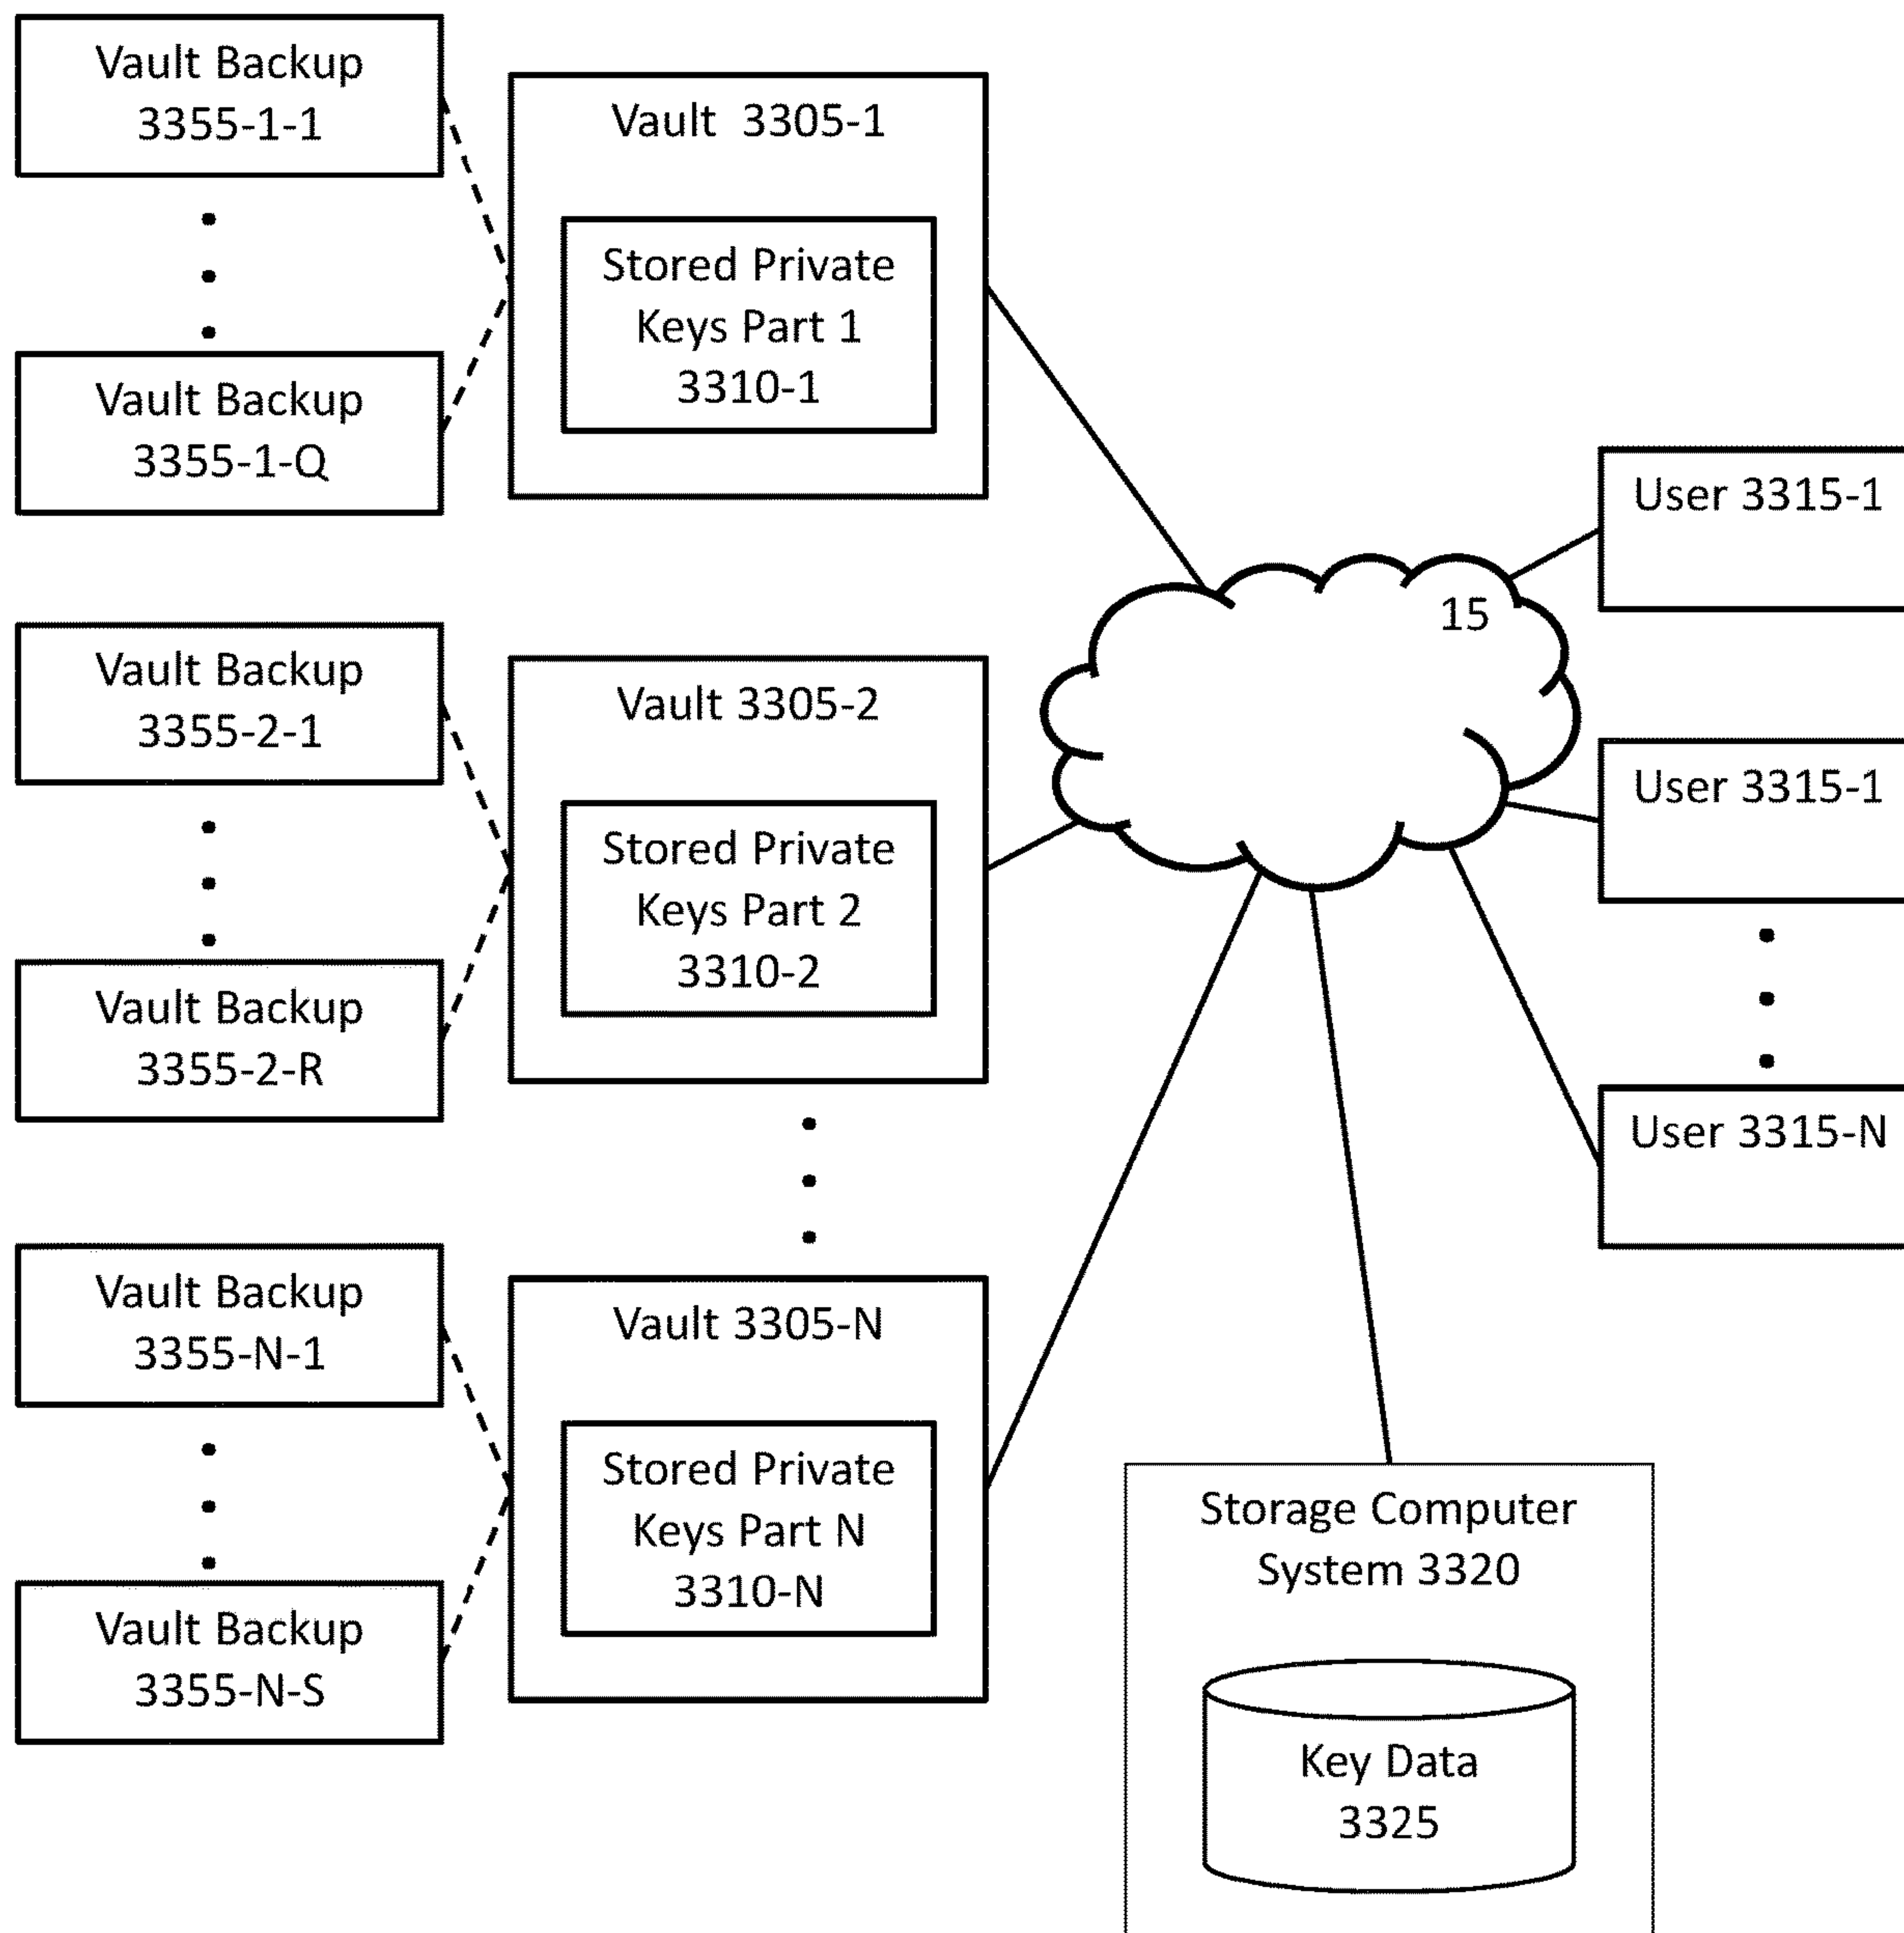 Vault Backup
3355-1-1
Vault Backup
3355-1-Q
Vault 3305-1
Stored Private
Keys Part 1
3310-1
Vault Backup
3355-2-1
Vault Backup
3355-2-R
Vault 3305-2
Stored Private
Keys Part 2
3310-2
Vault Backup
3355-N-1
Vault Backup
3355-N-S
Vault 3305-N
Stored Private
Keys Part N
3310-N
15
User 3315-1
User 3315-1
User 3315-N
Storage Computer
System 3320
Key Data
3325